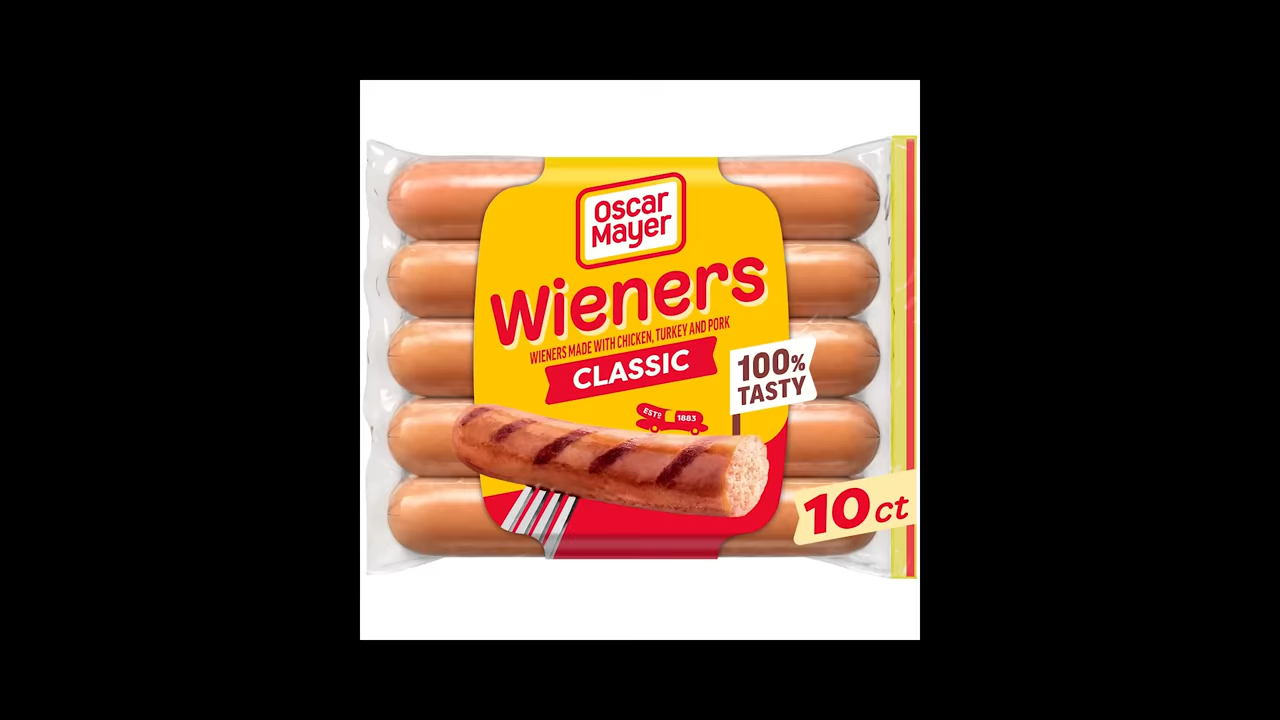 Oscar
Mayer
Wieners
WIENERS MADE WITH CHICKEN, TURKEY AND PORK
CLASSIC
100%
TASTY
ESTD 1883
10 ct